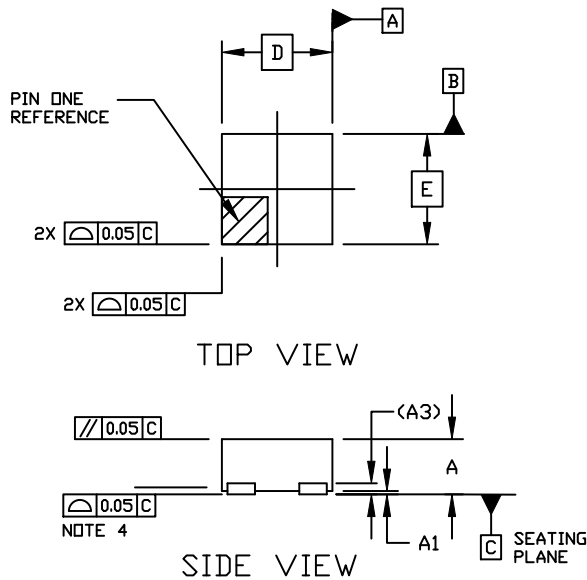 A
D
B
PIN ONE
REFERENCE
E
2X ⌓ 0.05 C
2X ⌓ 0.05 C
TOP VIEW
(A3)
// 0.05 C
A
⌓ 0.05 C
NOTE 4
A1
C SEATING
PLANE
SIDE VIEW